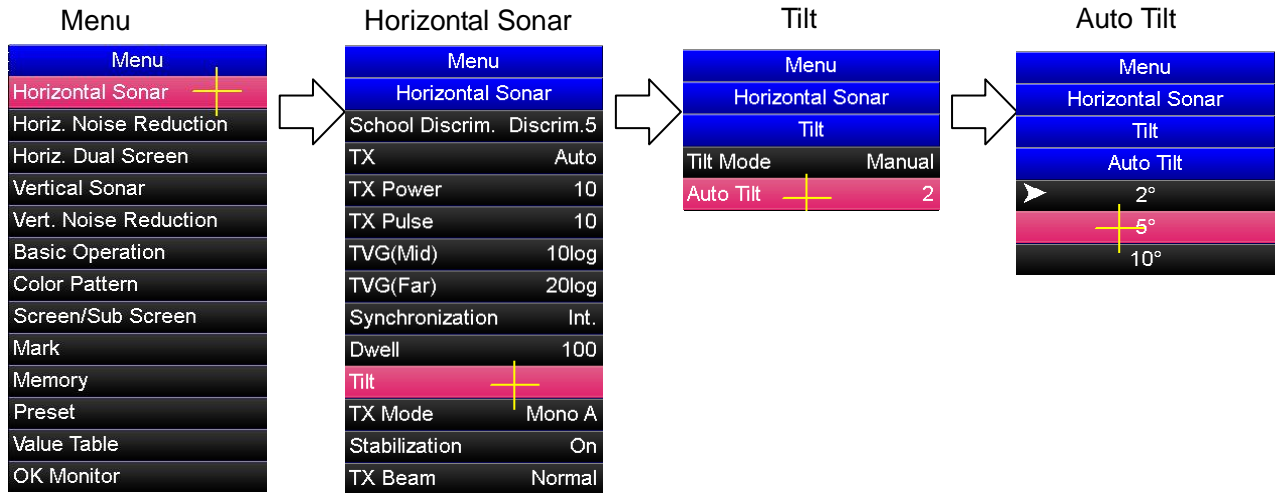 Menu
Menu
Horizontal Sonar
Horiz. Noise Reduction
Horiz. Dual Screen
Vertical Sonar
Vert. Noise Reduction
Basic Operation
Color Pattern
Screen/Sub Screen
Mark
Memory
Preset
Value Table
OK Monitor
Horizontal Sonar
Menu
Horizontal Sonar
School Discrim. Discrim.5
TX Auto
TX Power 10
TX Pulse 10
TVG(Mid) 10log
TVG(Far) 20log
Synchronization Int.
Dwell 100
Tilt
TX Mode Mono A
Stabilization On
TX Beam Normal
Tilt
Menu
Horizontal Sonar
Tilt
Tilt Mode Manual
Auto Tilt 2
Auto Tilt
Menu
Horizontal Sonar
Tilt
Auto Tilt
2°
5°
10°